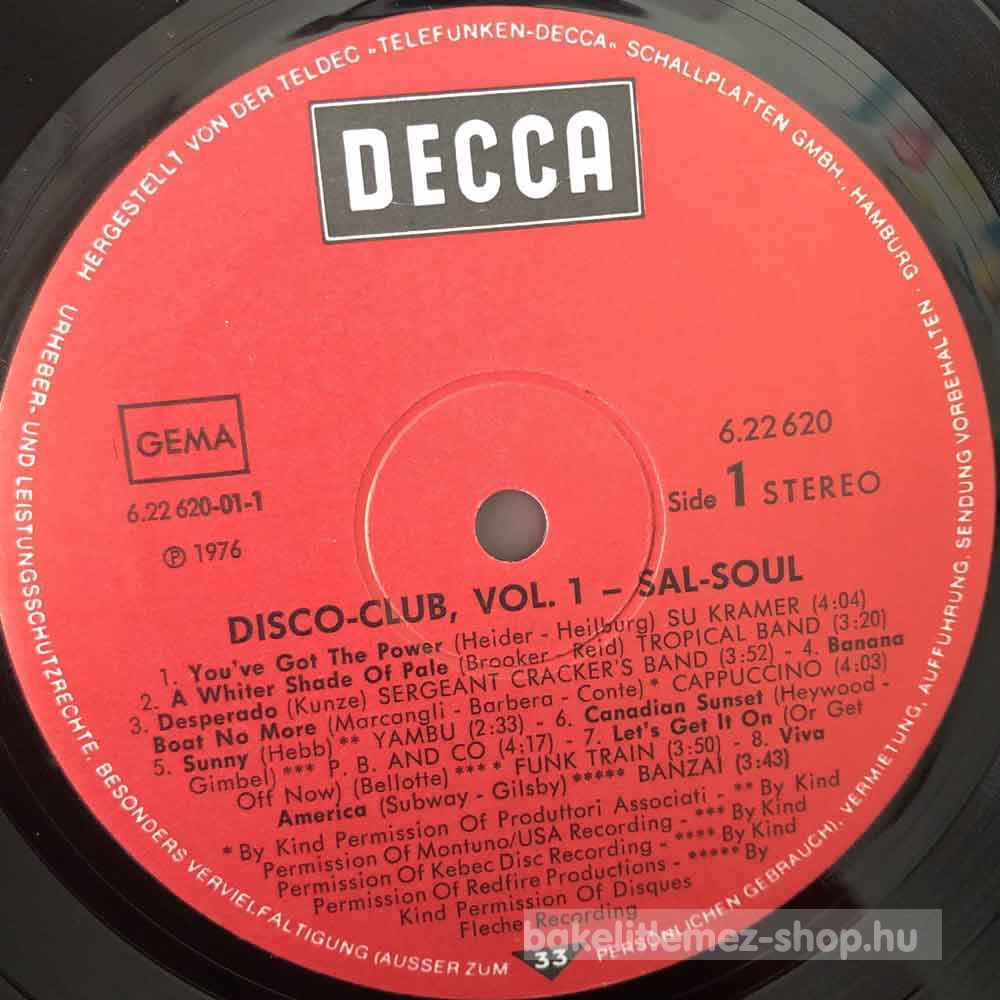 HERGESTELLT VON DER TELDEC »TELEFUNKEN-DECCA« SCHALLPLATTEN GMBH., HAMBURG ·
URHEBER- UND LEISTUNGSSCHUTZRECHTE, BESONDERS VERVIELFÄLTIGUNG (AUSSER ZUM PERSÖNLICHEN GEBRAUCH), VERMIETUNG, AUFFÜHRUNG, SENDUNG VORBEHALTEN
DECCA
GEMA
6.22 620-01-1
℗ 1976
6.22 620
Side 1 STEREO
DISCO-CLUB, VOL. 1 – SAL-SOUL
1. You've Got The Power (Heider - Heilburg) SU KRAMER (4:04)
2. A Whiter Shade Of Pale (Brooker - Reid) TROPICAL BAND (3:20)
3. Desperado (Kunze) SERGEANT CRACKER'S BAND (3:52) - 4. Banana
Boat No More (Marcangli - Barbera - Conte)* CAPPUCCINO (4:03)
5. Sunny (Hebb)** YAMBU (2:33) - 6. Canadian Sunset (Heywood -
Gimbel)*** P. B. AND CO (4:17) - 7. Let's Get It On (Or Get
Off Now) (Bellotte)**** FUNK TRAIN (3:50) - 8. Viva
America (Subway - Gilsby)***** BANZAI (3:43)
*By Kind Permission Of Produttori Associati - **By Kind
Permission Of Montuno/USA Recording - ***By Kind
Permission Of Kebec Disc Recording - ****By Kind
Permission Of Redfire Productions - *****By
Kind Permission Of Disques
Fleche Recording
33
bakelitlemez-shop.hu